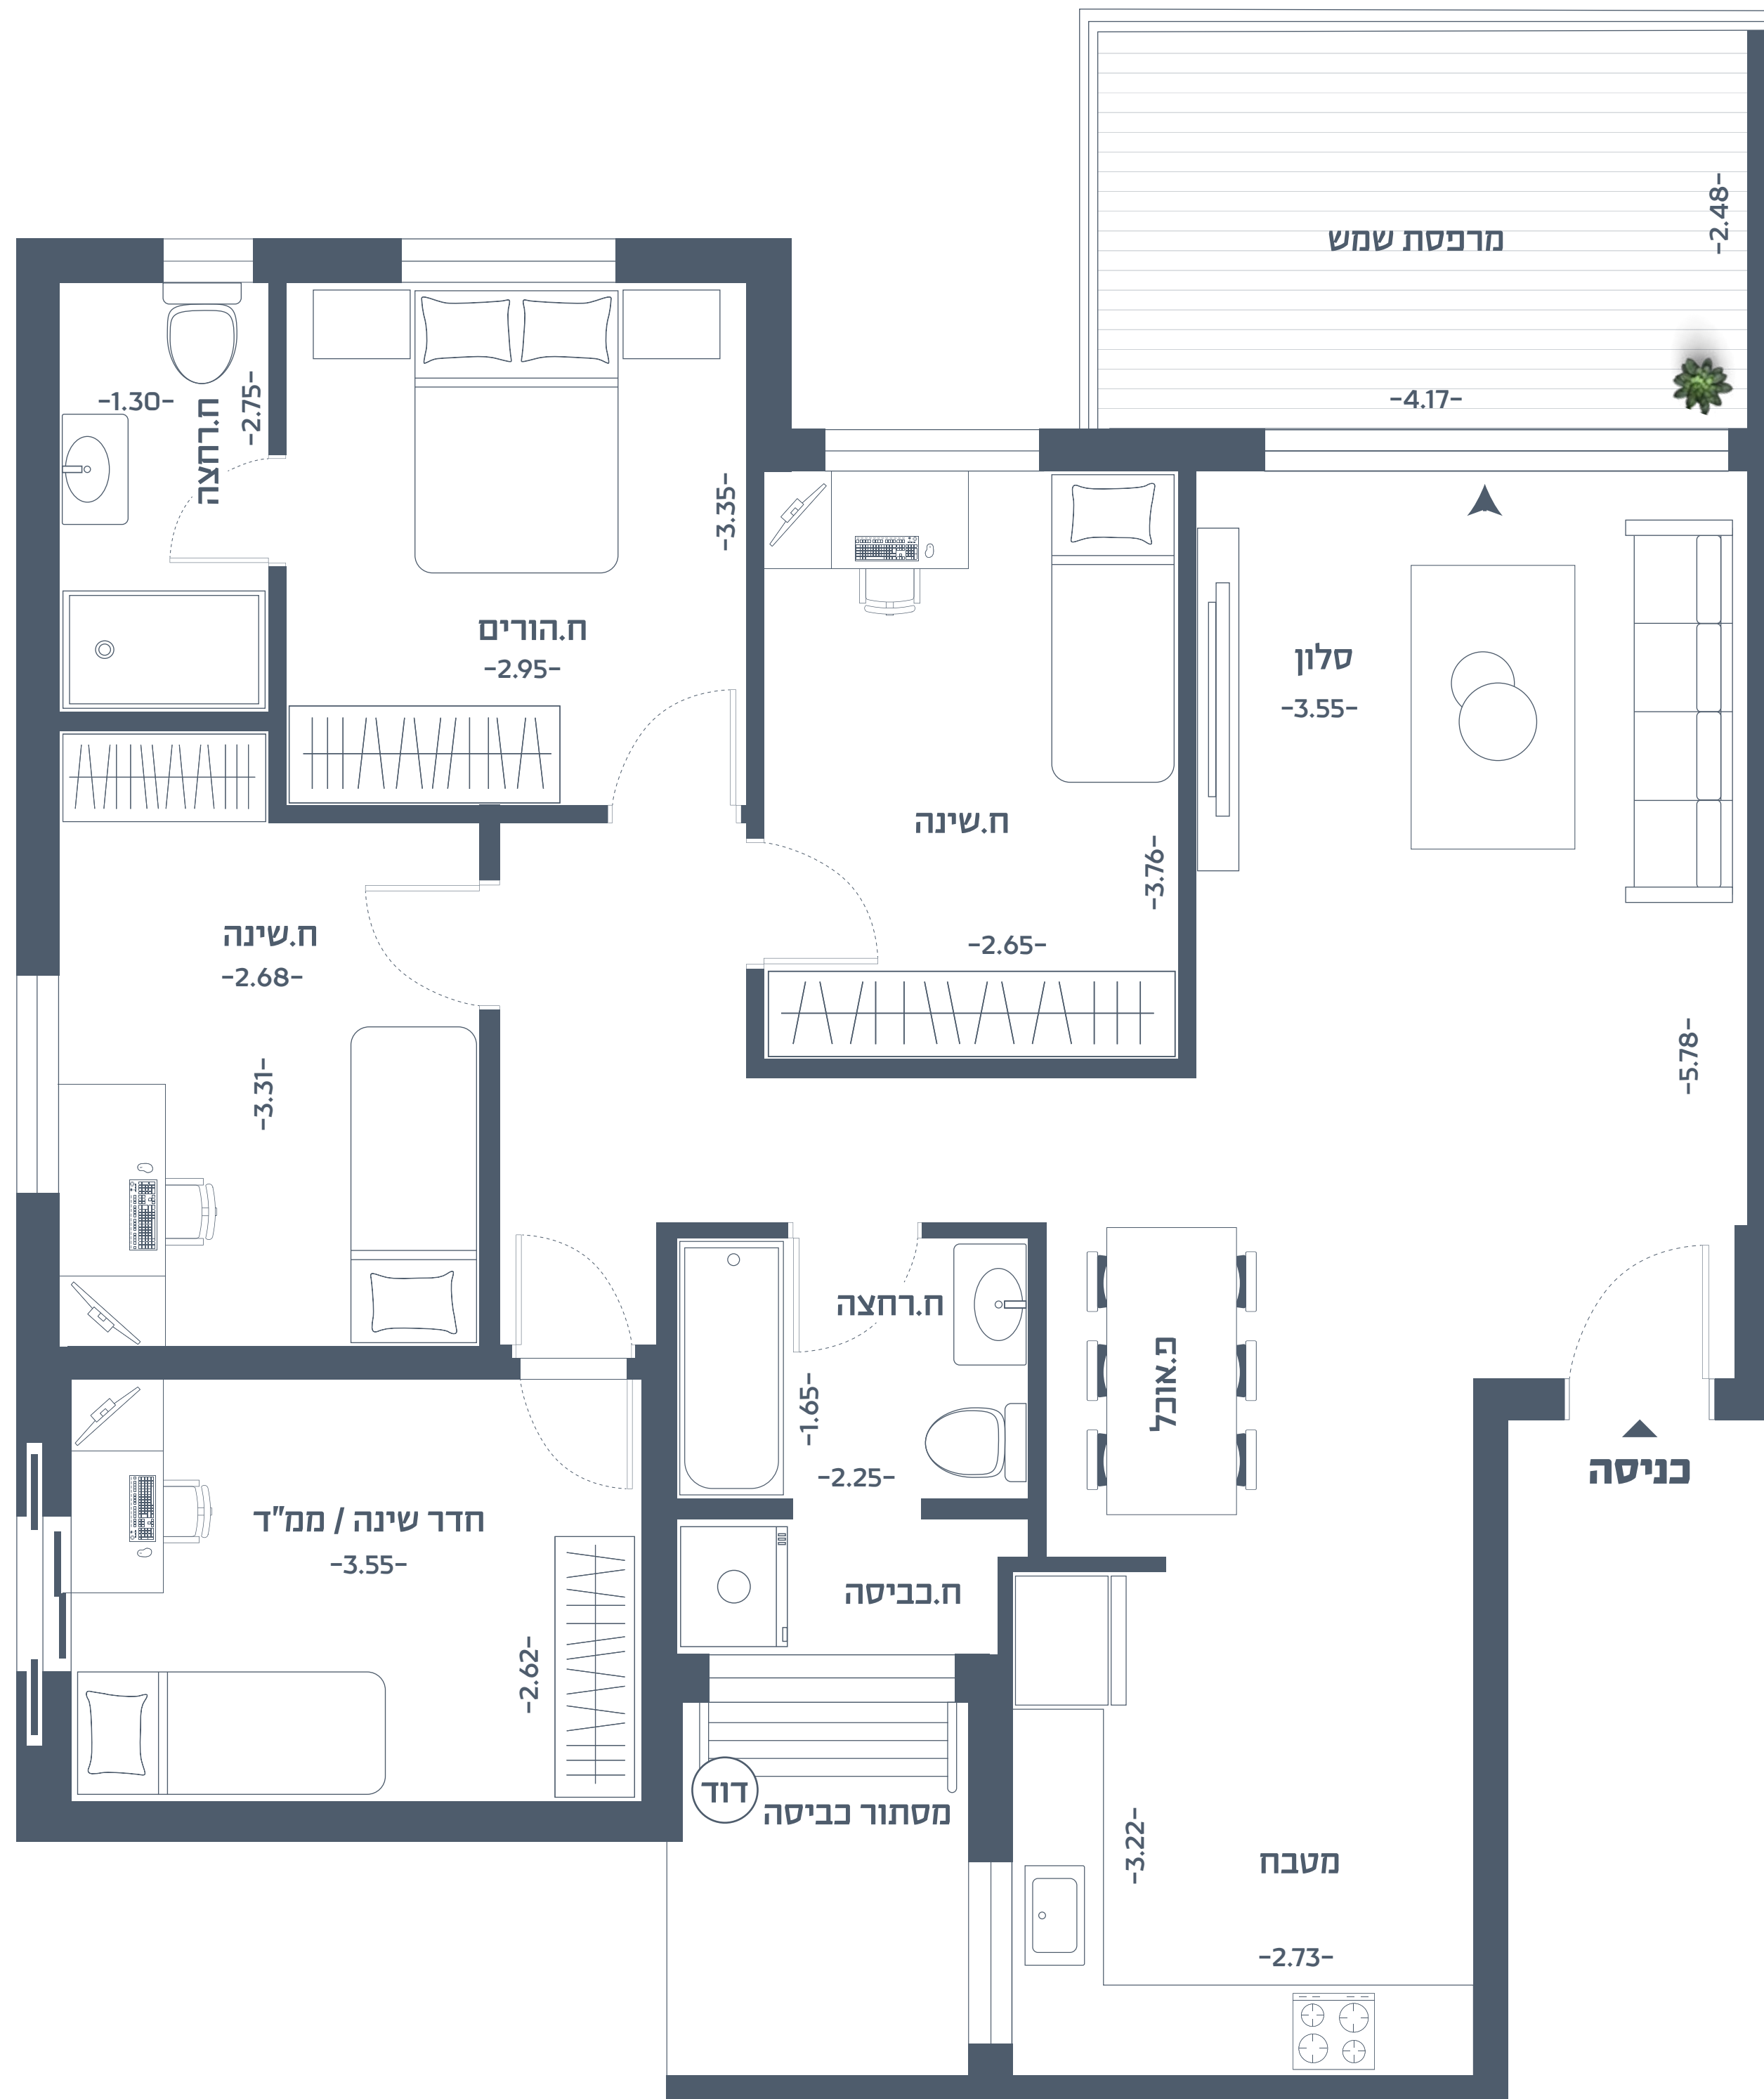 מרפסת שמש
-2.48-
-4.17-
-1.30-
ח.רחצה
-2.75-
-3.35-
ח.הורים
-2.95-
סלון
-3.55-
ח.שינה
-3.76-
-2.65-
ח.שינה
-2.68-
-3.31-
-5.78-
ח.רחצה
-1.65-
-2.25-
פ.אוכל
כניסה
חדר שינה / ממ"ד
-3.55-
-2.62-
ח.כביסה
דוד
מסתור כביסה
-3.22-
מטבח
-2.73-